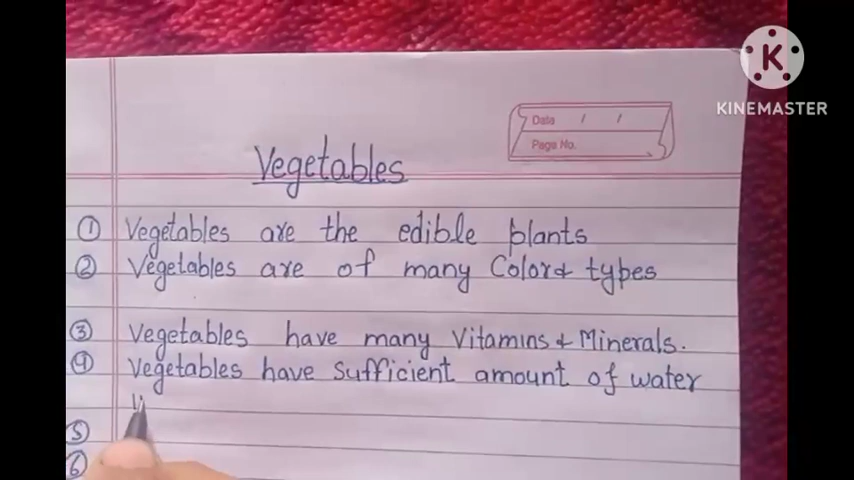 K
KINEMASTER
Data / /
Page No.
Vegetables
① Vegetables are the edible plants
② Vegetables are of many Color & types
③ Vegetables have many Vitamins & Minerals.
④ Vegetables have sufficient amount of water
⑤
⑥